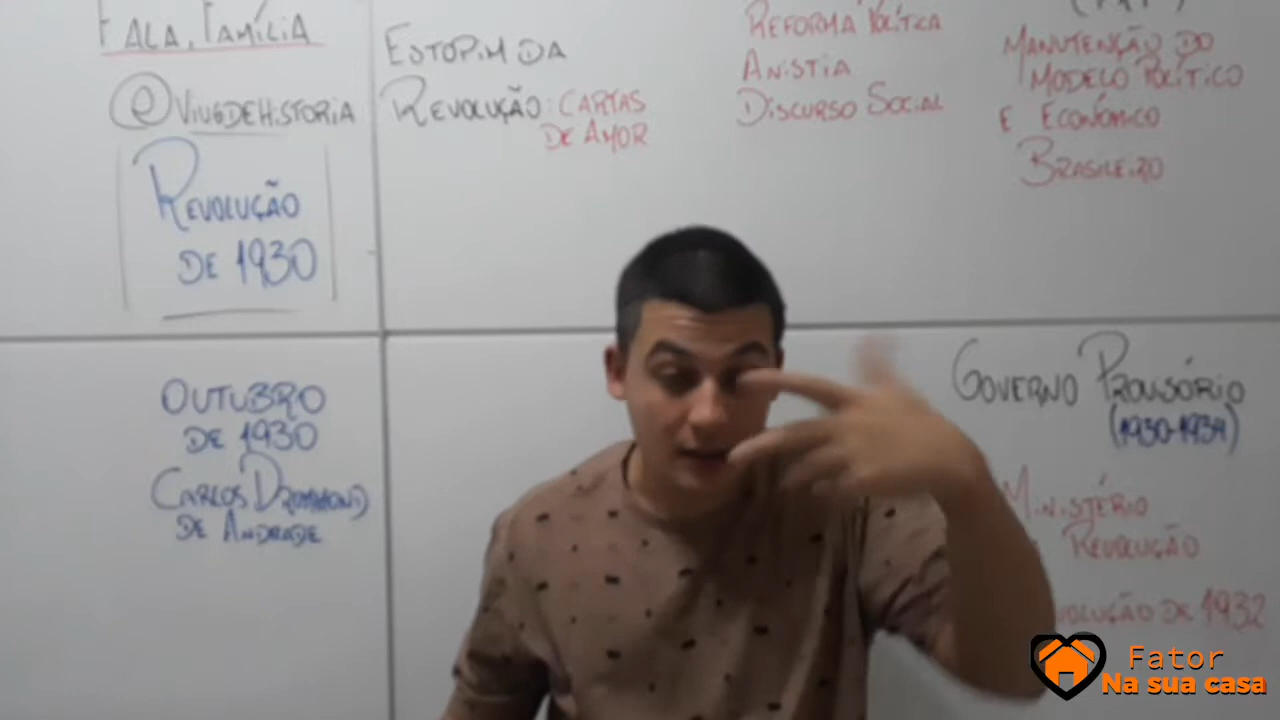 FALA, FAMÍLIA
@VIUGDEHISTORIA
REVOLUÇÃO
DE 1930
OUTUBRO
DE 1930
CARLOS DRUMMOND
DE ANDRADE
ESTOPIM DA
REVOLUÇÃO: CARTAS
DE AMOR
REFORMA POLÍTICA
ANISTIA
DISCURSO SOCIAL
MANUTENÇÃO DO
MODELO POLÍTICO
E ECONÔMICO
BRASILEIRO
GOVERNO PROVISÓRIO
(1930-1934)
MINISTÉRIO
REVOLUÇÃO
DE 1932
Fator
Na sua casa